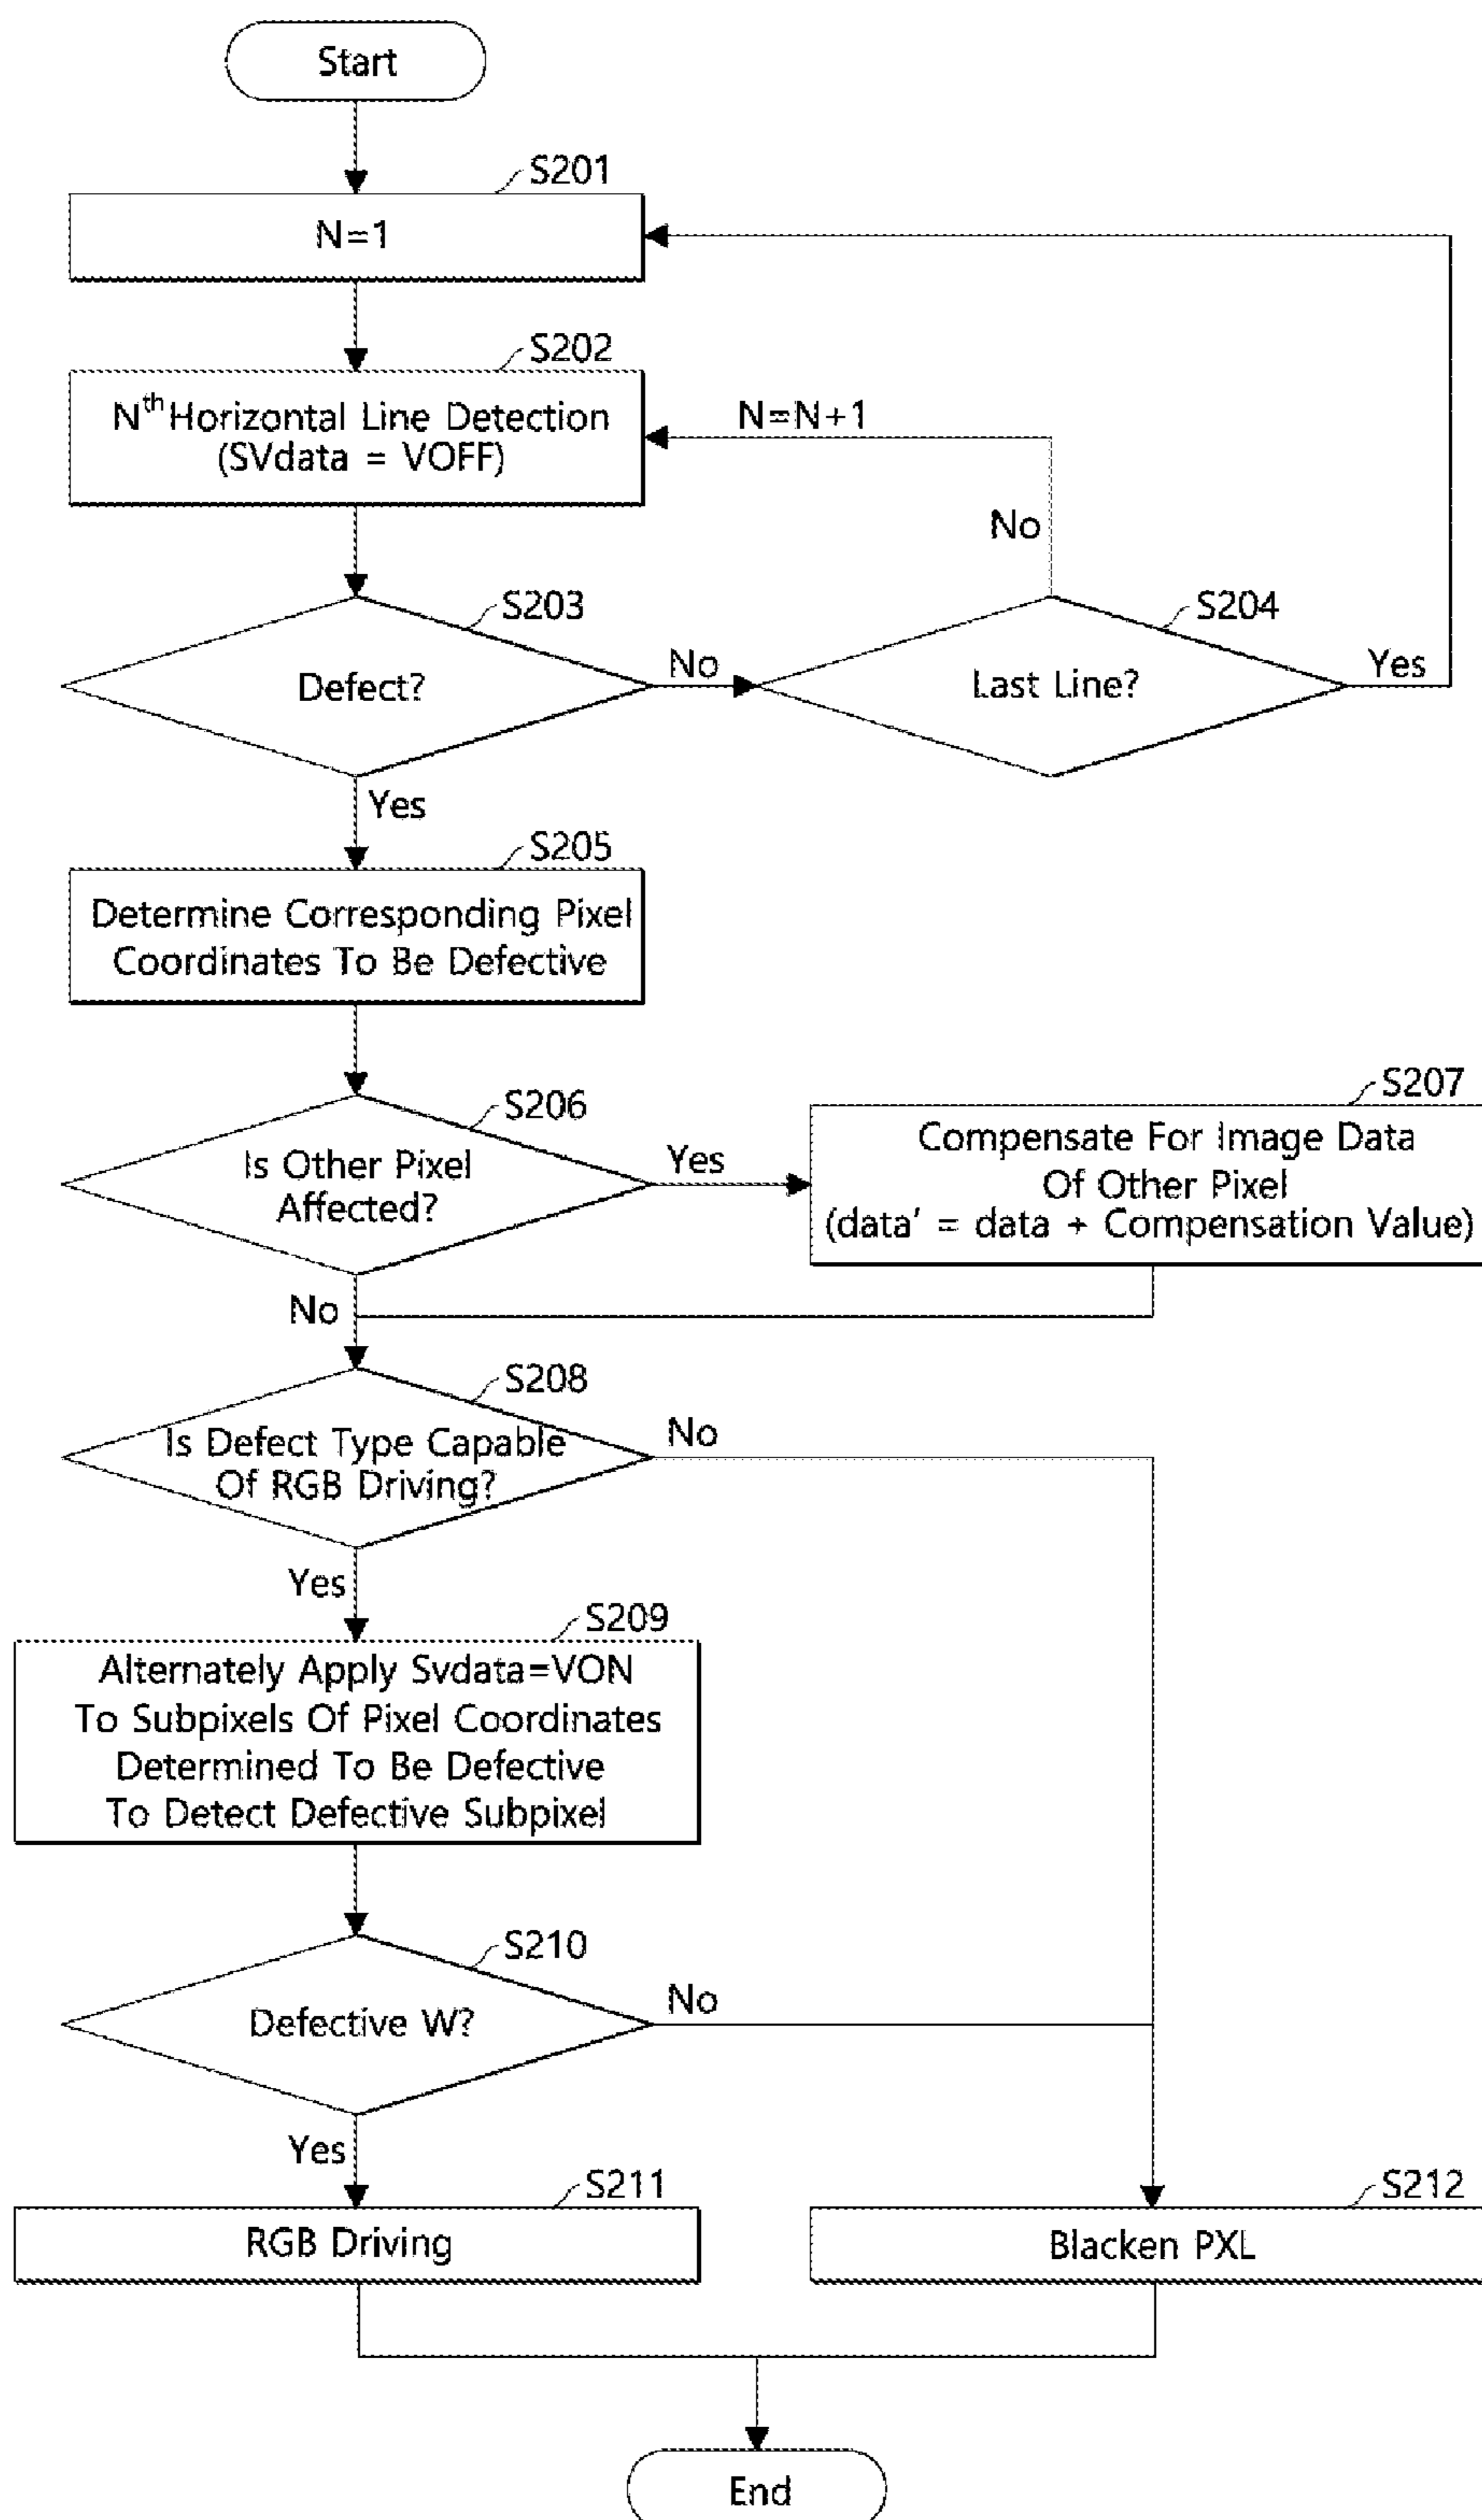 Start
S201
N=1
S202
Nth Horizontal Line Detection
(SVdata = VOFF)
N=N+1
No
S203
Defect?
No
S204
Last Line?
Yes
Yes
S205
Determine Corresponding Pixel
Coordinates To Be Defective
S206
Is Other Pixel
Affected?
Yes
S207
Compensate For Image Data
Of Other Pixel
(data' = data + Compensation Value)
No
S208
Is Defect Type Capable
Of RGB Driving?
No
Yes
S209
Alternately Apply Svdata=VON
To Subpixels Of Pixel Coordinates
Determined To Be Defective
To Detect Defective Subpixel
S210
Defective W?
No
Yes
S211
RGB Driving
S212
Blacken PXL
End